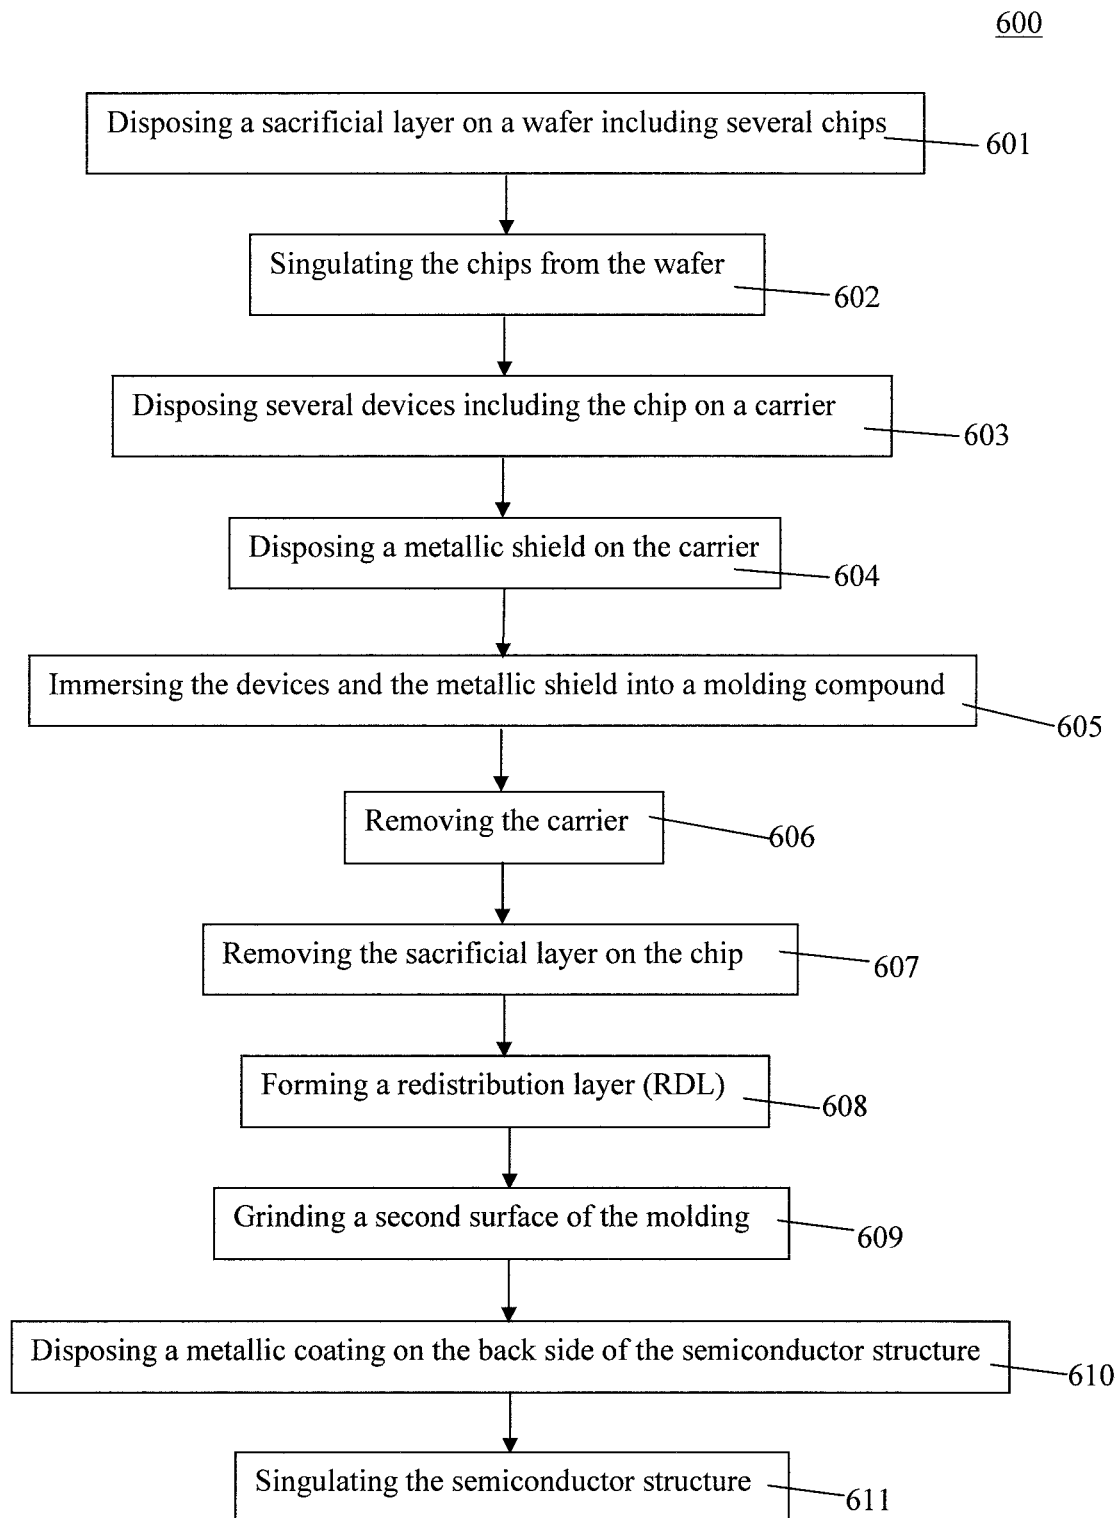 600
Disposing a sacrificial layer on a wafer including several chips
601
Singulating the chips from the wafer
602
Disposing several devices including the chip on a carrier
603
Disposing a metallic shield on the carrier
604
Immersing the devices and the metallic shield into a molding compound
605
Removing the carrier
606
Removing the sacrificial layer on the chip
607
Forming a redistribution layer (RDL)
608
Grinding a second surface of the molding
609
Disposing a metallic coating on the back side of the semiconductor structure
610
Singulating the semiconductor structure
611